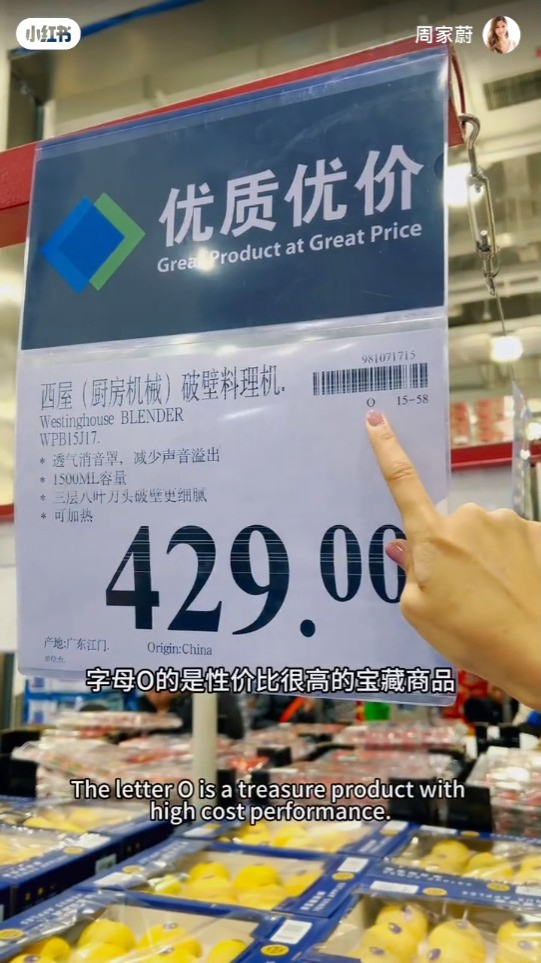 小红书
周家蔚
优质优价
Great Product at Great Price
981071715
西屋（厨房机械）破壁料理机.
O 15-58
Westinghouse BLENDER
WPB15J17.
* 透气消音罩，减少声音溢出
* 1500ML容量
* 三层八叶刀头破壁更细腻
* 可加热
429.00
产地:广东江门. Origin:China
字母O的是性价比很高的宝藏商品
The letter O is a treasure product with
high cost performance.